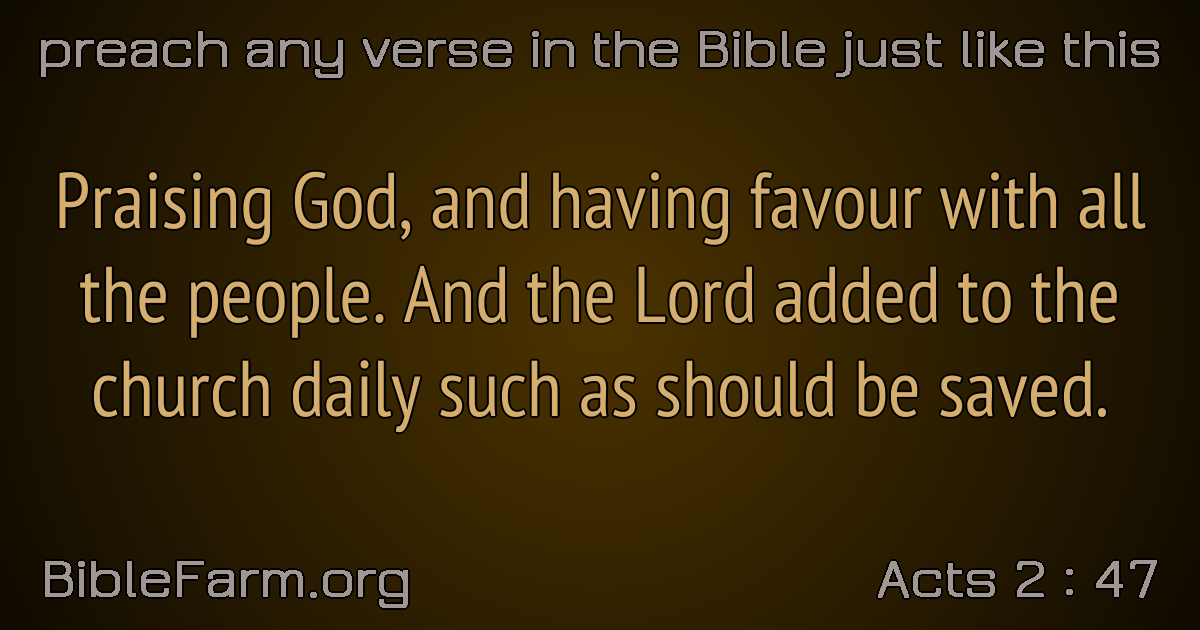 preach any verse in the Bible just like this
Praising God, and having favour with all
the people. And the Lord added to the
church daily such as should be saved.
BibleFarm.org
Acts 2 : 47